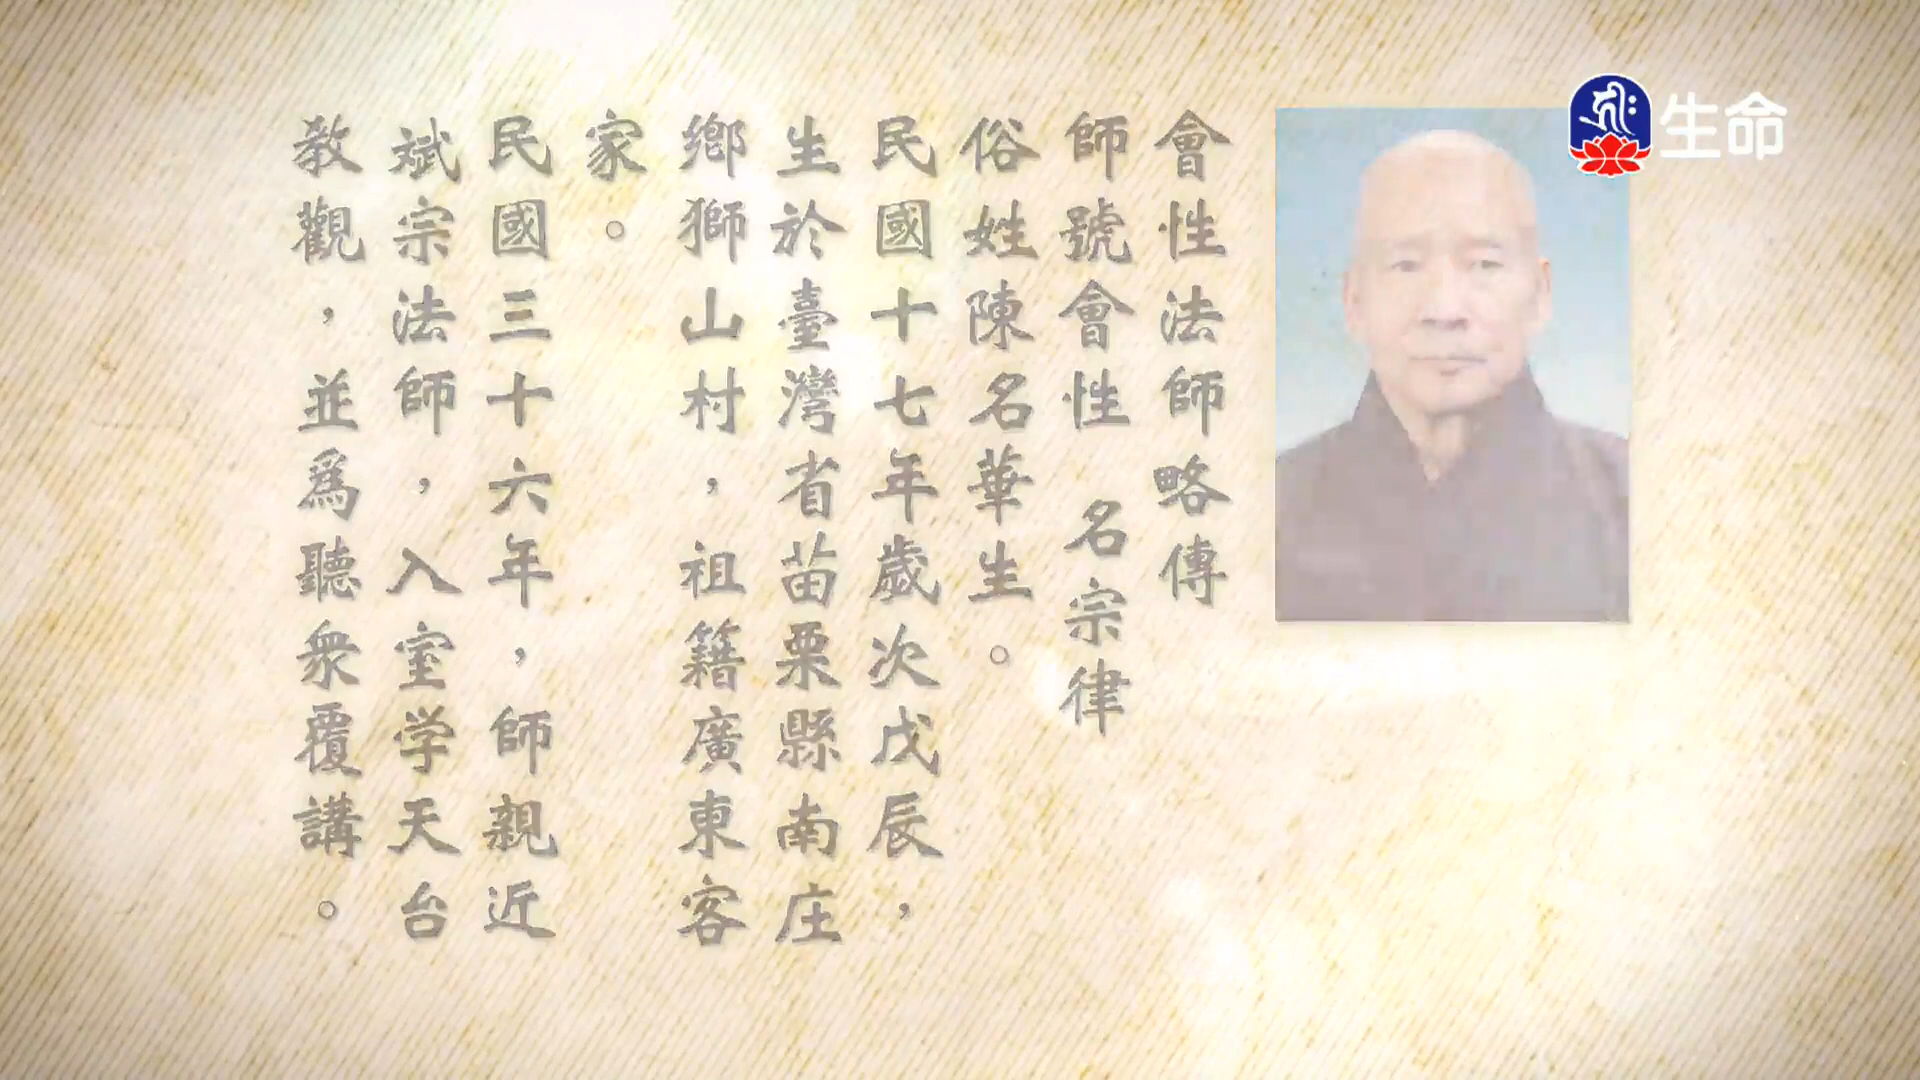 會性法師略傳
師號會性 名宗律
俗姓陳名華生。
民國十七年歲次戊辰，
生於臺灣省苗栗縣南庄
鄉獅山村，祖籍廣東客
家。
民國三十六年，師親近
斌宗法師，入室学天台
教觀，並為聽眾覆講。
生命